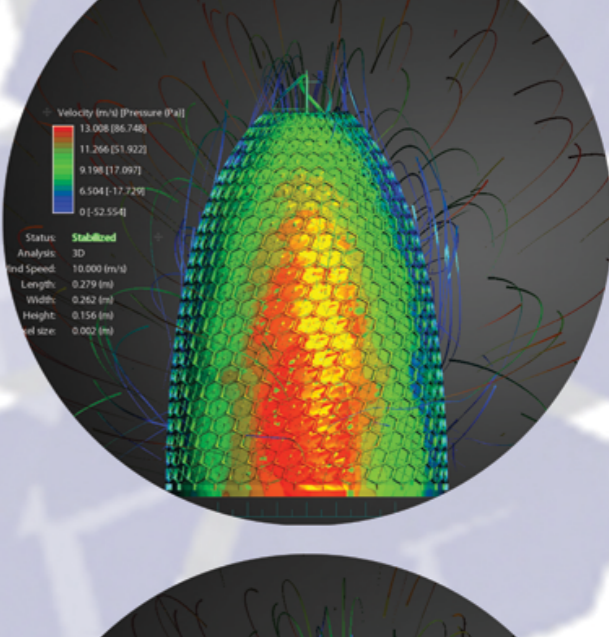 Velocity (m/s) [Pressure (Pa)]
13.008 [86.748]
11.266 [51.922]
9.198 [17.097]
6.504 [-17.729]
0 [-52.554]
Status: Stabilized
Analysis: 3D
Speed: 10.000 (m/s)
Length: 0.279 (m)
Width: 0.262 (m)
Height: 0.156 (m)
size: 0.002 (m)